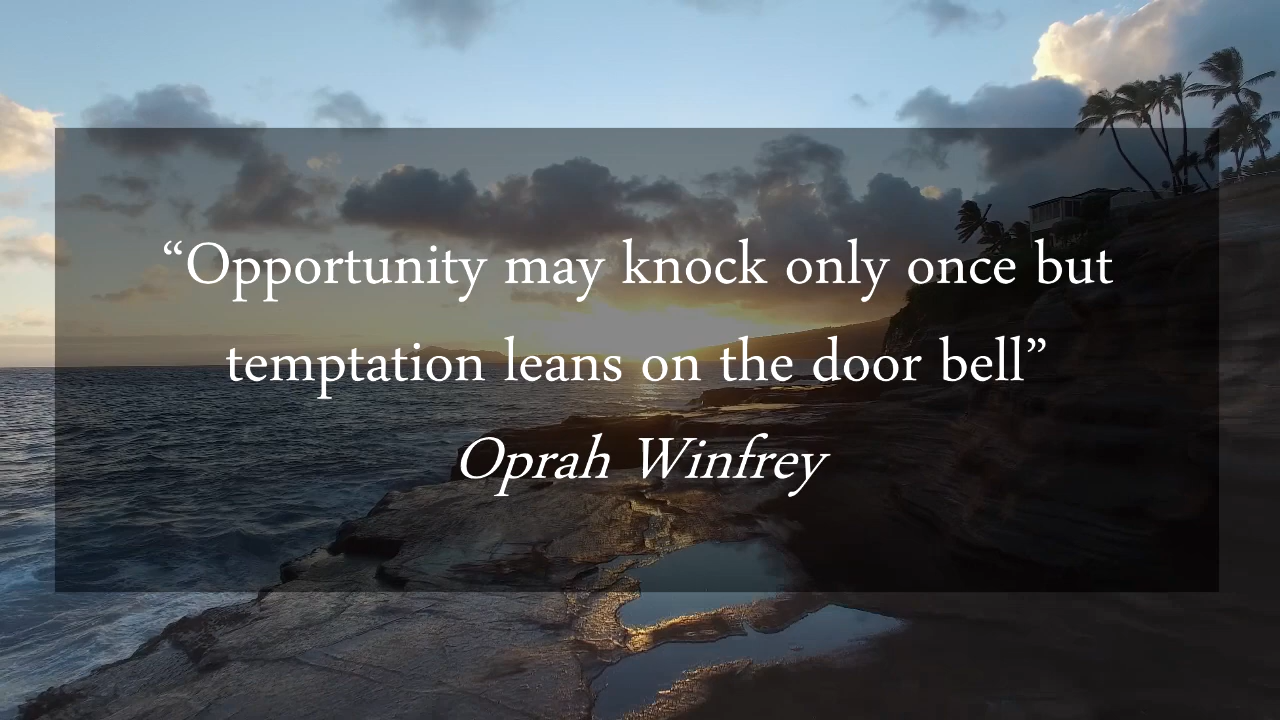 “Opportunity may knock only once but
temptation leans on the door bell”
Oprah Winfrey